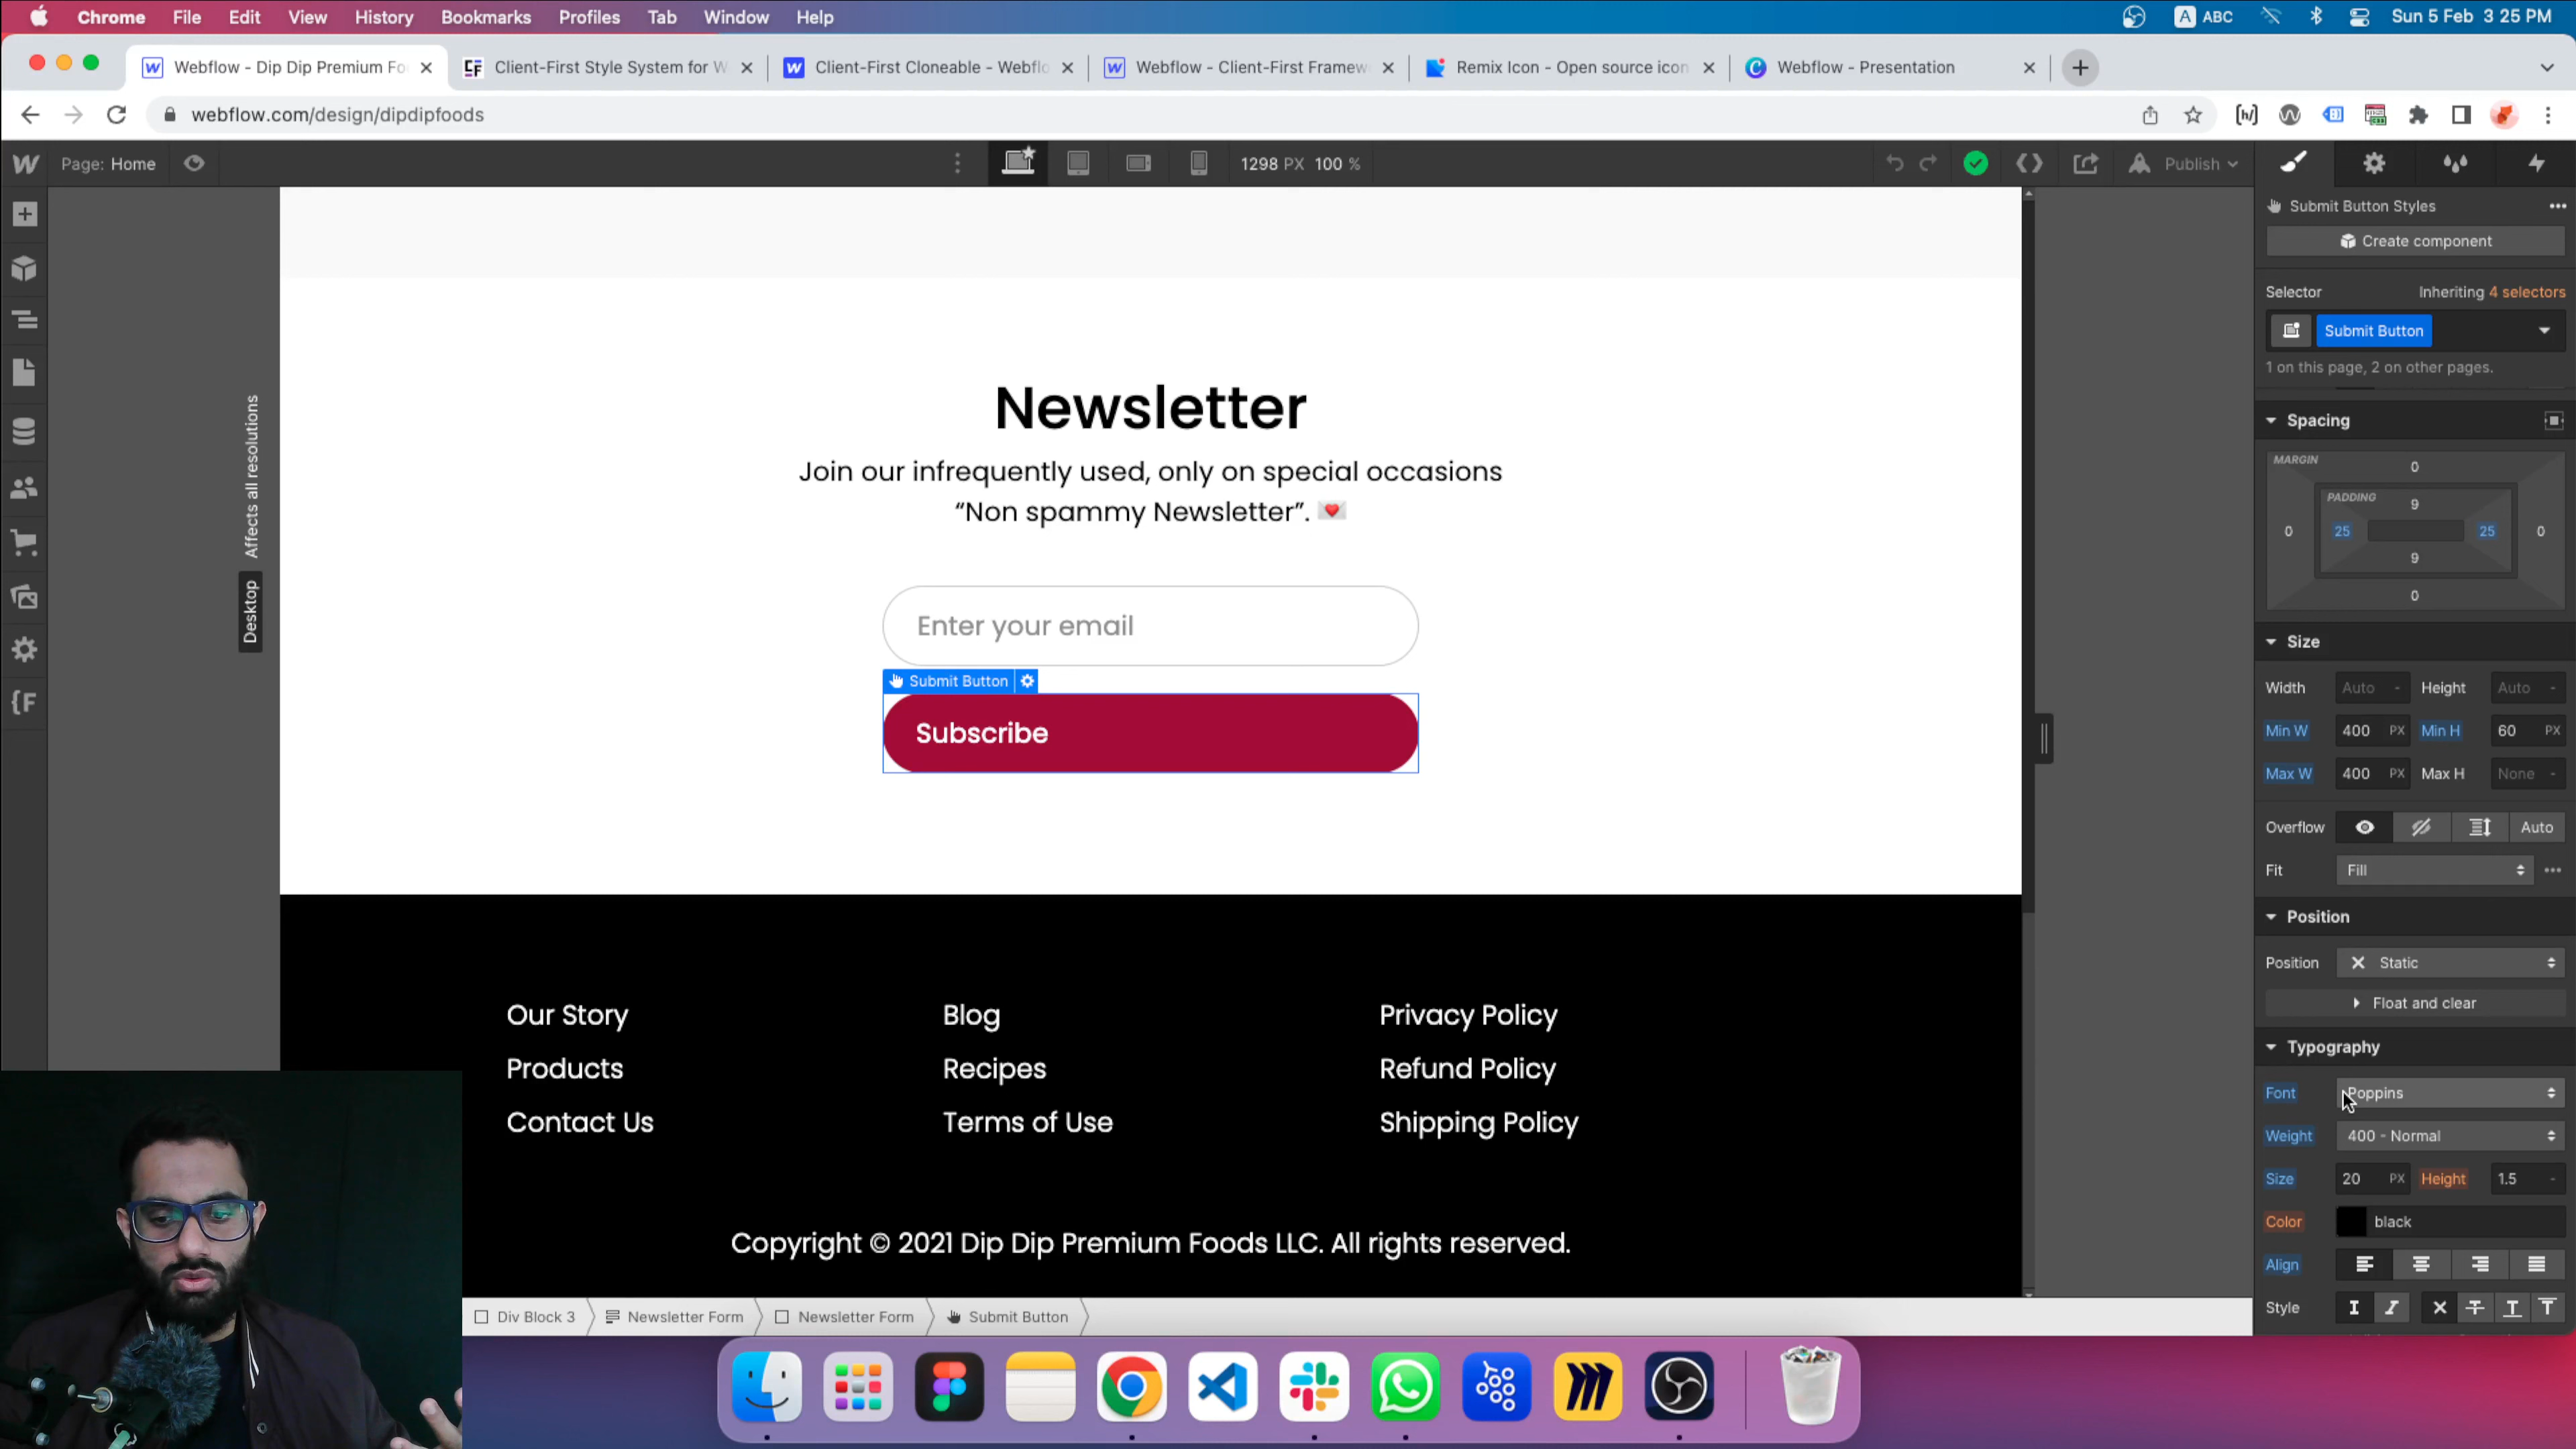 Chrome File Edit View History Bookmarks Profiles Tab Window Help
A ABC Sun 5 Feb 3 25 PM
Webflow - Dip Dip Premium Fo
Client-First Style System for W
Client-First Cloneable - Webflo
Webflow - Client-First Framew
Remix Icon - Open source icon
Webflow - Presentation
webflow.com/design/dipdipfoods
Page: Home
1298 PX 100 %
Publish
Submit Button Styles
Create component
Selector Inheriting 4 selectors
Submit Button
1 on this page, 2 on other pages.
Spacing
MARGIN
0
PADDING
9
0 25 25 0
9
0
Size
Width Auto - Height Auto -
Min W 400 PX Min H 60 PX
Max W 400 PX Max H None -
Overflow Auto
Fit Fill
Position
Position Static
Float and clear
Typography
Font Poppins
Weight 400 - Normal
Size 20 PX Height 1.5 -
Color black
Align
Style
Affects all resolutions
Desktop
Newsletter
Join our infrequently used, only on special occasions
“Non spammy Newsletter”. 💌
Enter your email
Submit Button
Subscribe
Our Story
Products
Contact Us
Blog
Recipes
Terms of Use
Privacy Policy
Refund Policy
Shipping Policy
Copyright © 2021 Dip Dip Premium Foods LLC. All rights reserved.
Div Block 3 Newsletter Form Newsletter Form Submit Button